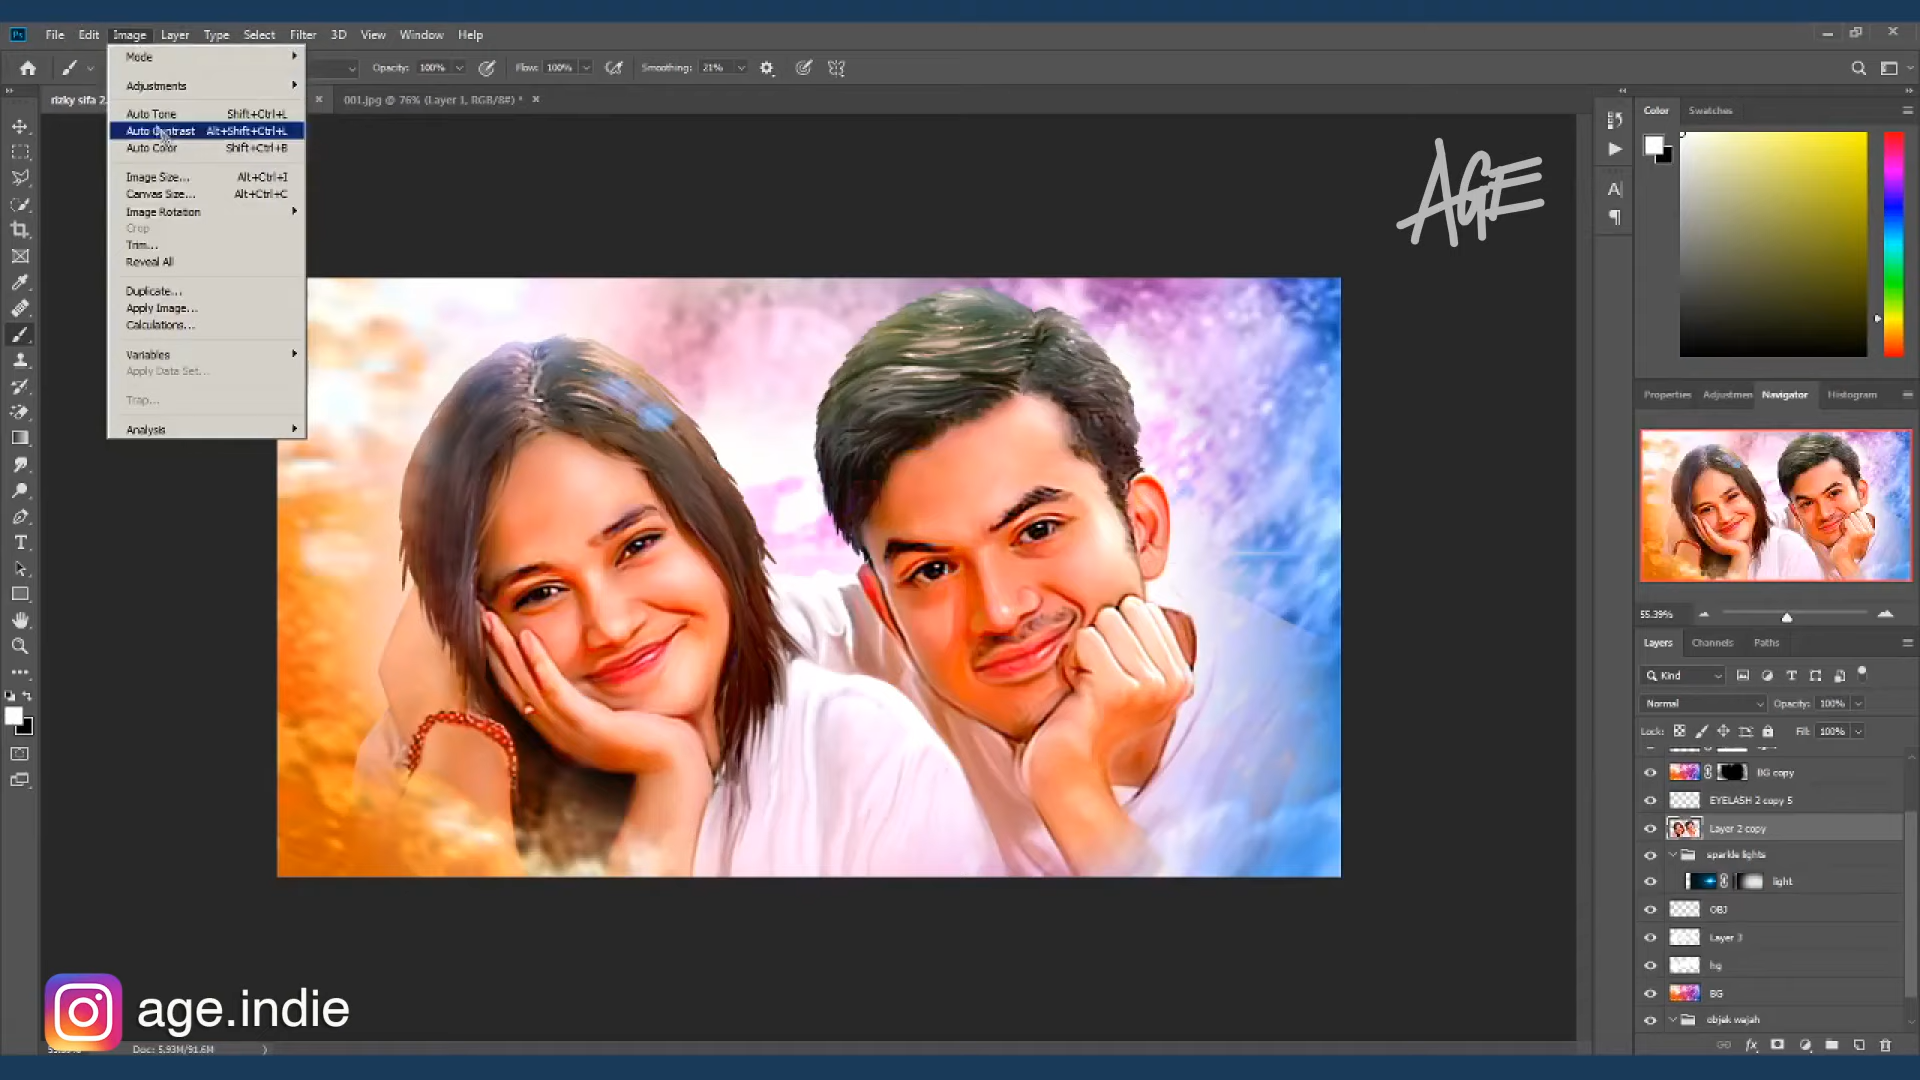 Ps File Edit Image Layer Type Select Filter 3D View Window Help
Opacity: 100% Flow: 100% Smoothing: 21%
rizky sifa 2. 001.jpg @ 76% (Layer 1, RGB/8#) *
Mode
Adjustments
Auto Tone Shift+Ctrl+L
Auto Contrast Alt+Shift+Ctrl+L
Auto Color Shift+Ctrl+B
Image Size... Alt+Ctrl+I
Canvas Size... Alt+Ctrl+C
Image Rotation
Crop
Trim...
Reveal All
Duplicate...
Apply Image...
Calculations...
Variables
Apply Data Set...
Trap...
Analysis
AGE
Color Swatches
Properties Adjustmen Navigator Histogram
55.39%
Layers Channels Paths
Kind
Normal Opacity: 100%
Lock: Fill: 100%
BG copy
EYELASH 2 copy 5
Layer 2 copy
sparkle lights
light
OBJ
Layer 3
hg
BG
objek wajah
age.indie
Doc: 5.93M/91.6M